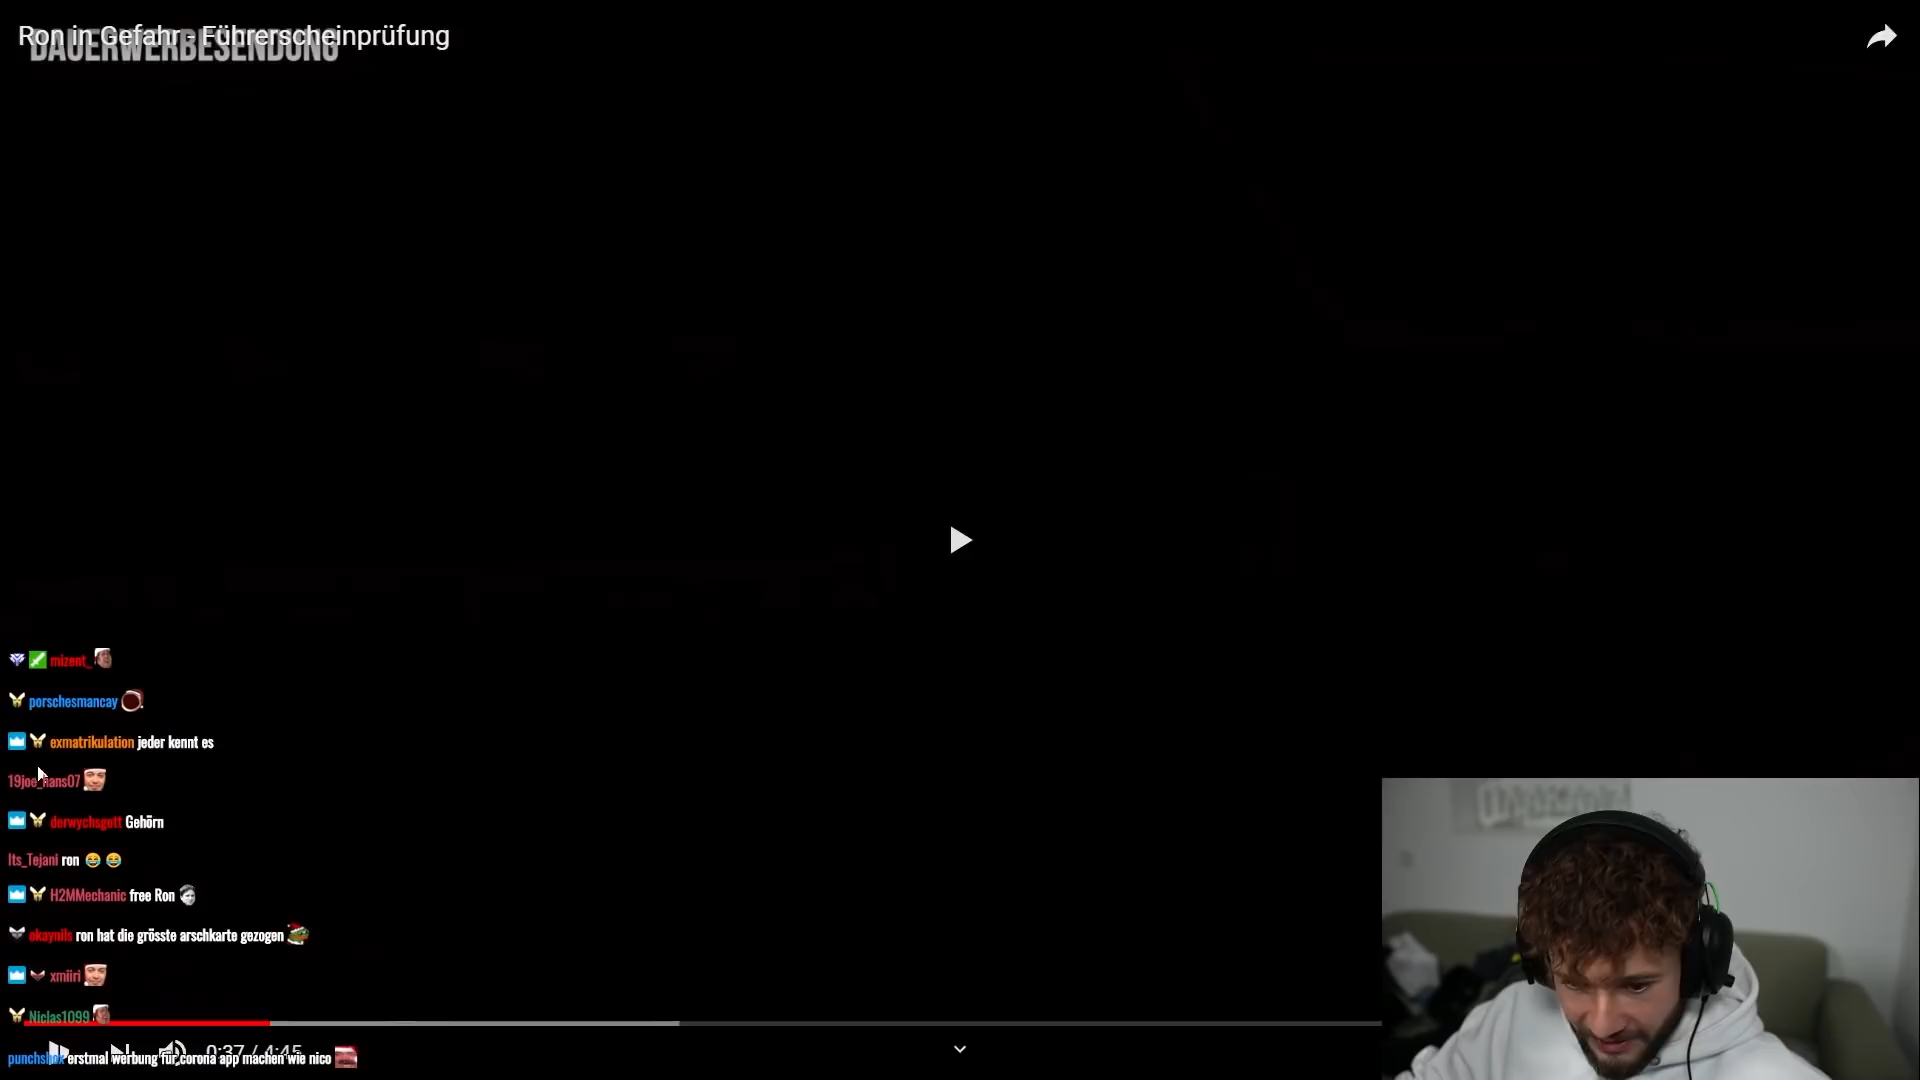 Ron in Gefahr - Führerscheinprüfung
DAUERWERBESENDUNG
mizent_
porschesmancay
exmatrikulation jeder kennt es
19joe_hans07
derwychsgott Gehörn
Its_Tejani ron
H2MMechanic free Ron
okaynils ron hat die grösste arschkarte gezogen
xmiiri
Niclas1099
0:37 / 4:45
erstmal werbung für corona app machen wie nico